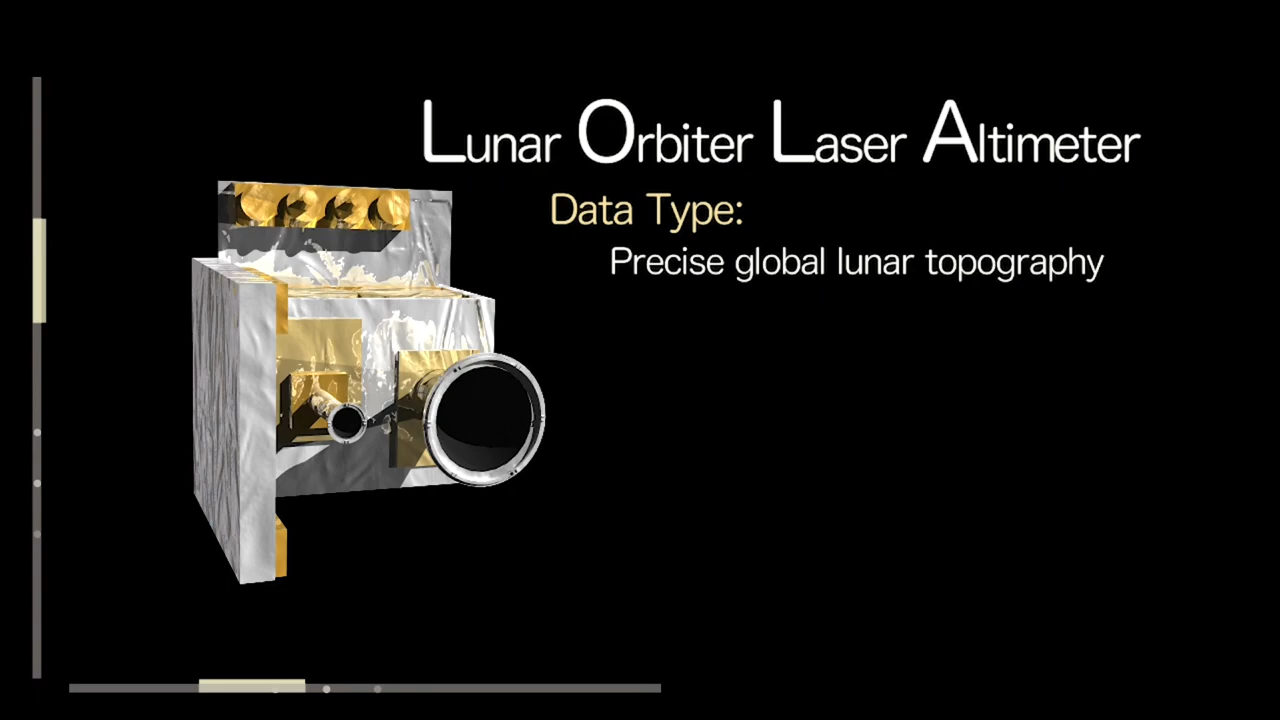 Lunar Orbiter Laser Altimeter
Data Type:
Precise global lunar topography